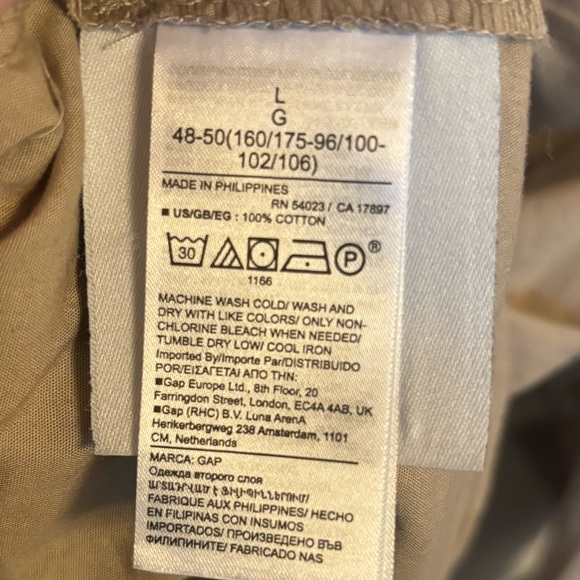 L
G
48-50(160/175-96/100-
102/106)
MADE IN PHILIPPINES
RN 54023 / CA 17897
■ US/GB/EG : 100% COTTON
30
P
®
1166
MACHINE WASH COLD/ WASH AND
DRY WITH LIKE COLORS/ ONLY NON-
CHLORINE BLEACH WHEN NEEDED/
TUMBLE DRY LOW/ COOL IRON
Imported By/Importe Par/DISTRIBUIDO
POR/ΕΙΣΑΓΕΤΑΙ ΑΠΟ ΤΗΝ:
■Gap Europe Ltd., 8th Floor, 20
Farringdon Street, London, EC4A 4AB, UK
■Gap (RHC) B.V. Luna ArenA
Herikerbergweg 238 Amsterdam, 1101
CM, Netherlands
MARCA: GAP
Одежда второго слоя
ԱՐՏԱԴՐՎԱԾ Է ՖԻԼԻՊԻՆՆԵՐՈՒՄ/
FABRIQUE AUX PHILIPPINES/ HECHO
EN FILIPINAS CON INSUMOS
IMPORTADOS/ ПРОИЗВЕДЕНО ВЪВ
ФИЛИПИНИТЕ/ FABRICADO NAS